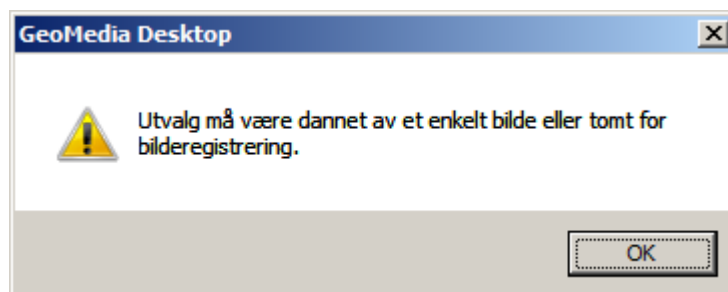 GeoMedia Desktop
Utvalg må være dannet av et enkelt bilde eller tomt for
bilderegistrering.
OK